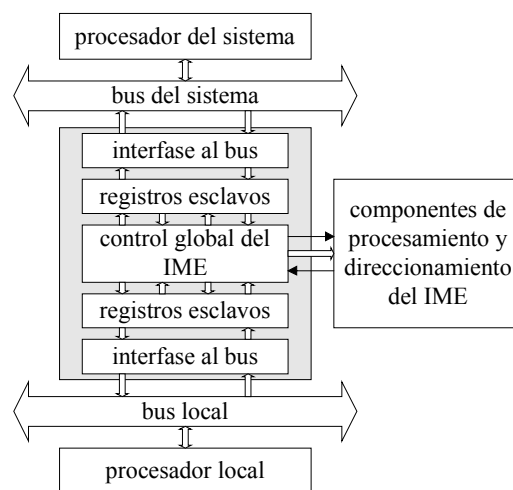 procesador del sistema
bus del sistema
interfase al bus
registros esclavos
control global del
IME
registros esclavos
interfase al bus
componentes de
procesamiento y
direccionamiento
del IME
bus local
procesador local